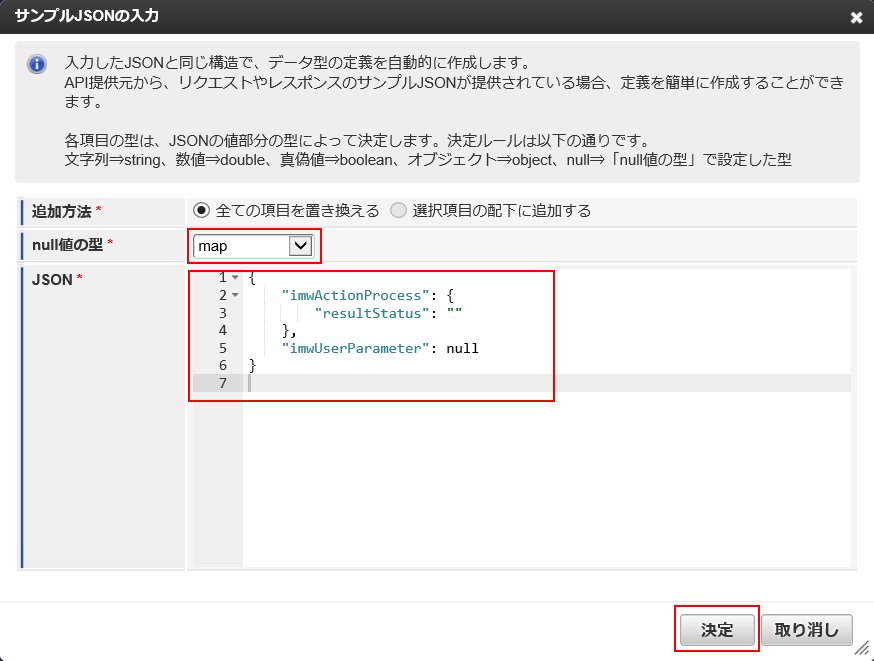 サンプルJSONの入力
入力したJSONと同じ構造で、データ型の定義を自動的に作成します。
API提供元から、リクエストやレスポンスのサンプルJSONが提供されている場合、定義を簡単に作成することができ
ます。
各項目の型は、JSONの値部分の型によって決定します。決定ルールは以下の通りです。
文字列⇒string、数値⇒double、真偽値⇒boolean、オブジェクト⇒object、null⇒「null値の型」で設定した型
追加方法 * 全ての項目を置き換える 選択項目の配下に追加する
null値の型 * map
JSON *
1 {
2     "imwActionProcess": {
3         "resultStatus": ""
4     },
5     "imwUserParameter": null
6 }
7
決定 取り消し